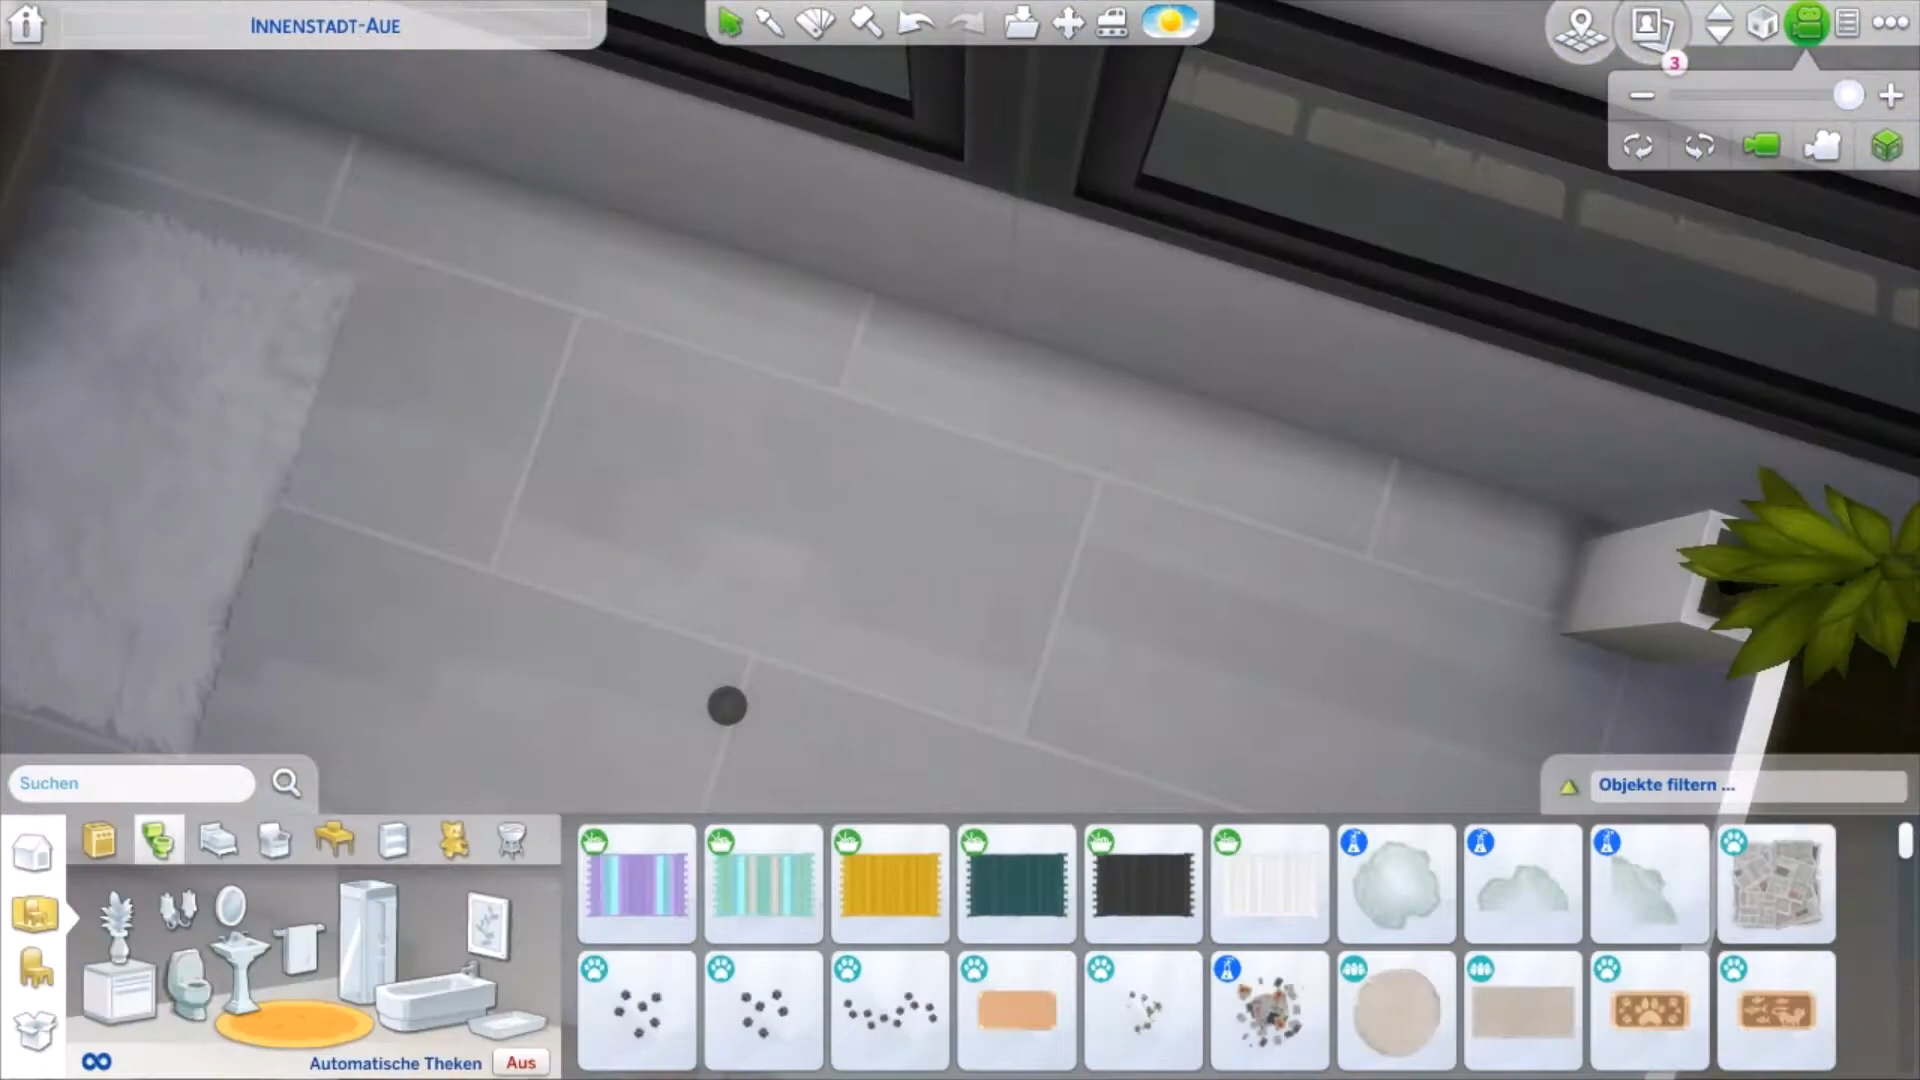 INNENSTADT-AUE
3
Suchen
Objekte filtern ...
Automatische Theken
Aus